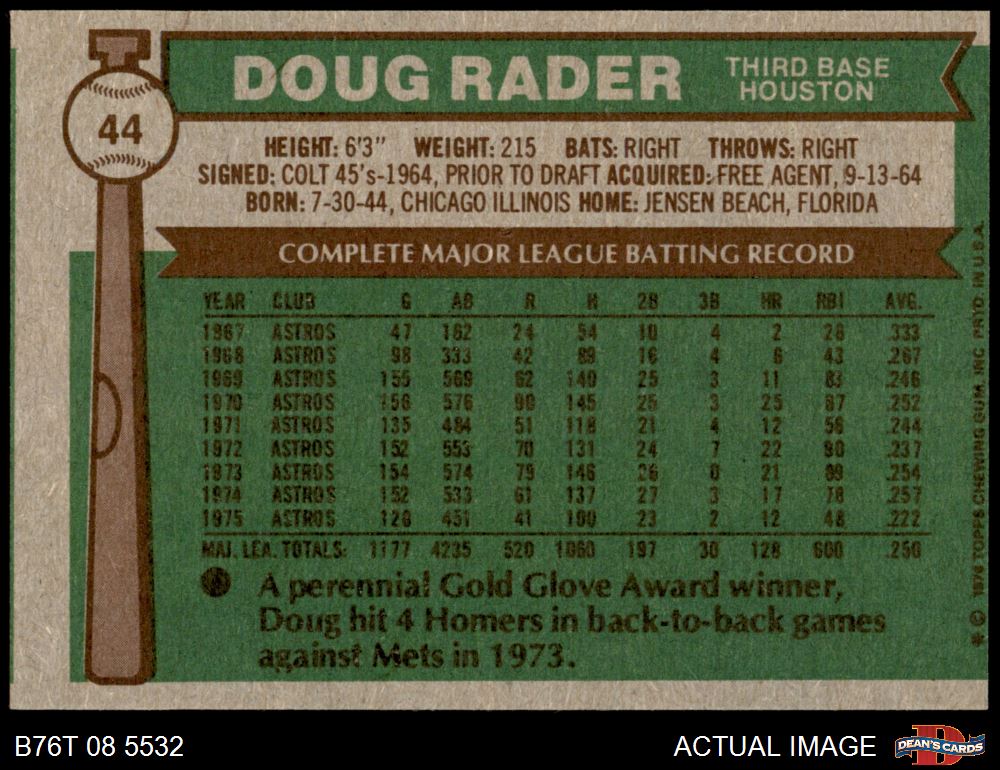 44
DOUG RADER
THIRD BASE
HOUSTON
HEIGHT: 6'3" WEIGHT: 215 BATS: RIGHT THROWS: RIGHT
SIGNED: COLT 45's-1964, PRIOR TO DRAFT ACQUIRED: FREE AGENT, 9-13-64
BORN: 7-30-44, CHICAGO ILLINOIS HOME: JENSEN BEACH, FLORIDA
COMPLETE MAJOR LEAGUE BATTING RECORD
YEAR CLUB G AB R H 2B 3B HR RBI AVG.
1967 ASTROS 47 162 24 54 10 4 2 26 .333
1968 ASTROS 98 333 42 89 16 4 6 43 .267
1969 ASTROS 155 569 62 140 25 3 11 83 .246
1970 ASTROS 156 576 90 145 25 3 25 87 .252
1971 ASTROS 135 484 51 118 21 4 12 56 .244
1972 ASTROS 152 553 70 131 24 7 22 90 .237
1973 ASTROS 154 574 79 146 26 0 21 89 .254
1974 ASTROS 152 533 61 137 27 3 17 78 .257
1975 ASTROS 451 41 100 23 2 12 48 .222
MAJ. LEA. TOTALS: 1177 4235 520 1060 197 30 128 600 .250
A perennial Gold Glove Award winner,
Doug hit 4 Homers in back-to-back games
against Mets in 1973.
* © 1976 TOPPS CHEWING GUM, INC. PRTD. IN U.S.A.
B76T 08 5532
ACTUAL IMAGE
D
DEAN'S CARDS